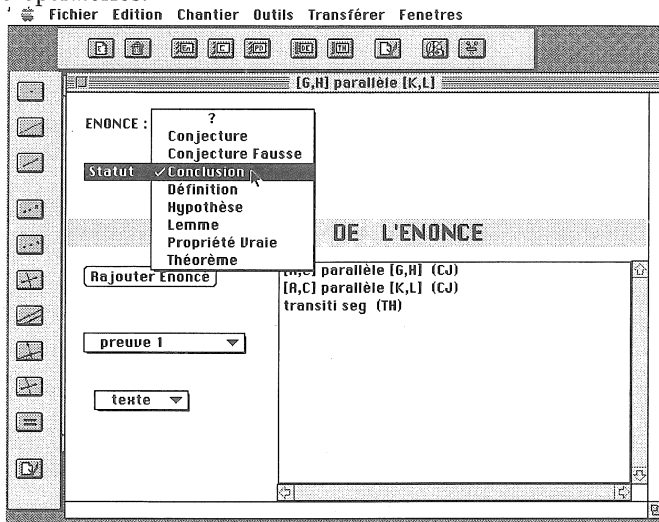 Fichier Edition Chantier Outils Transférer Fenetres
[G,H] parallèle [K,L]
ENONCE :
?
Conjecture
Conjecture Fausse
Statut ✓Conclusion
Définition
Hypothèse
Lemme
Propriété Vraie
Théorème
DE L'ENONCE
Rajouter Enoncé
[A,C] parallèle [G,H] (CJ)
[A,C] parallèle [K,L] (CJ)
transiti seg (TH)
preuve 1
texte